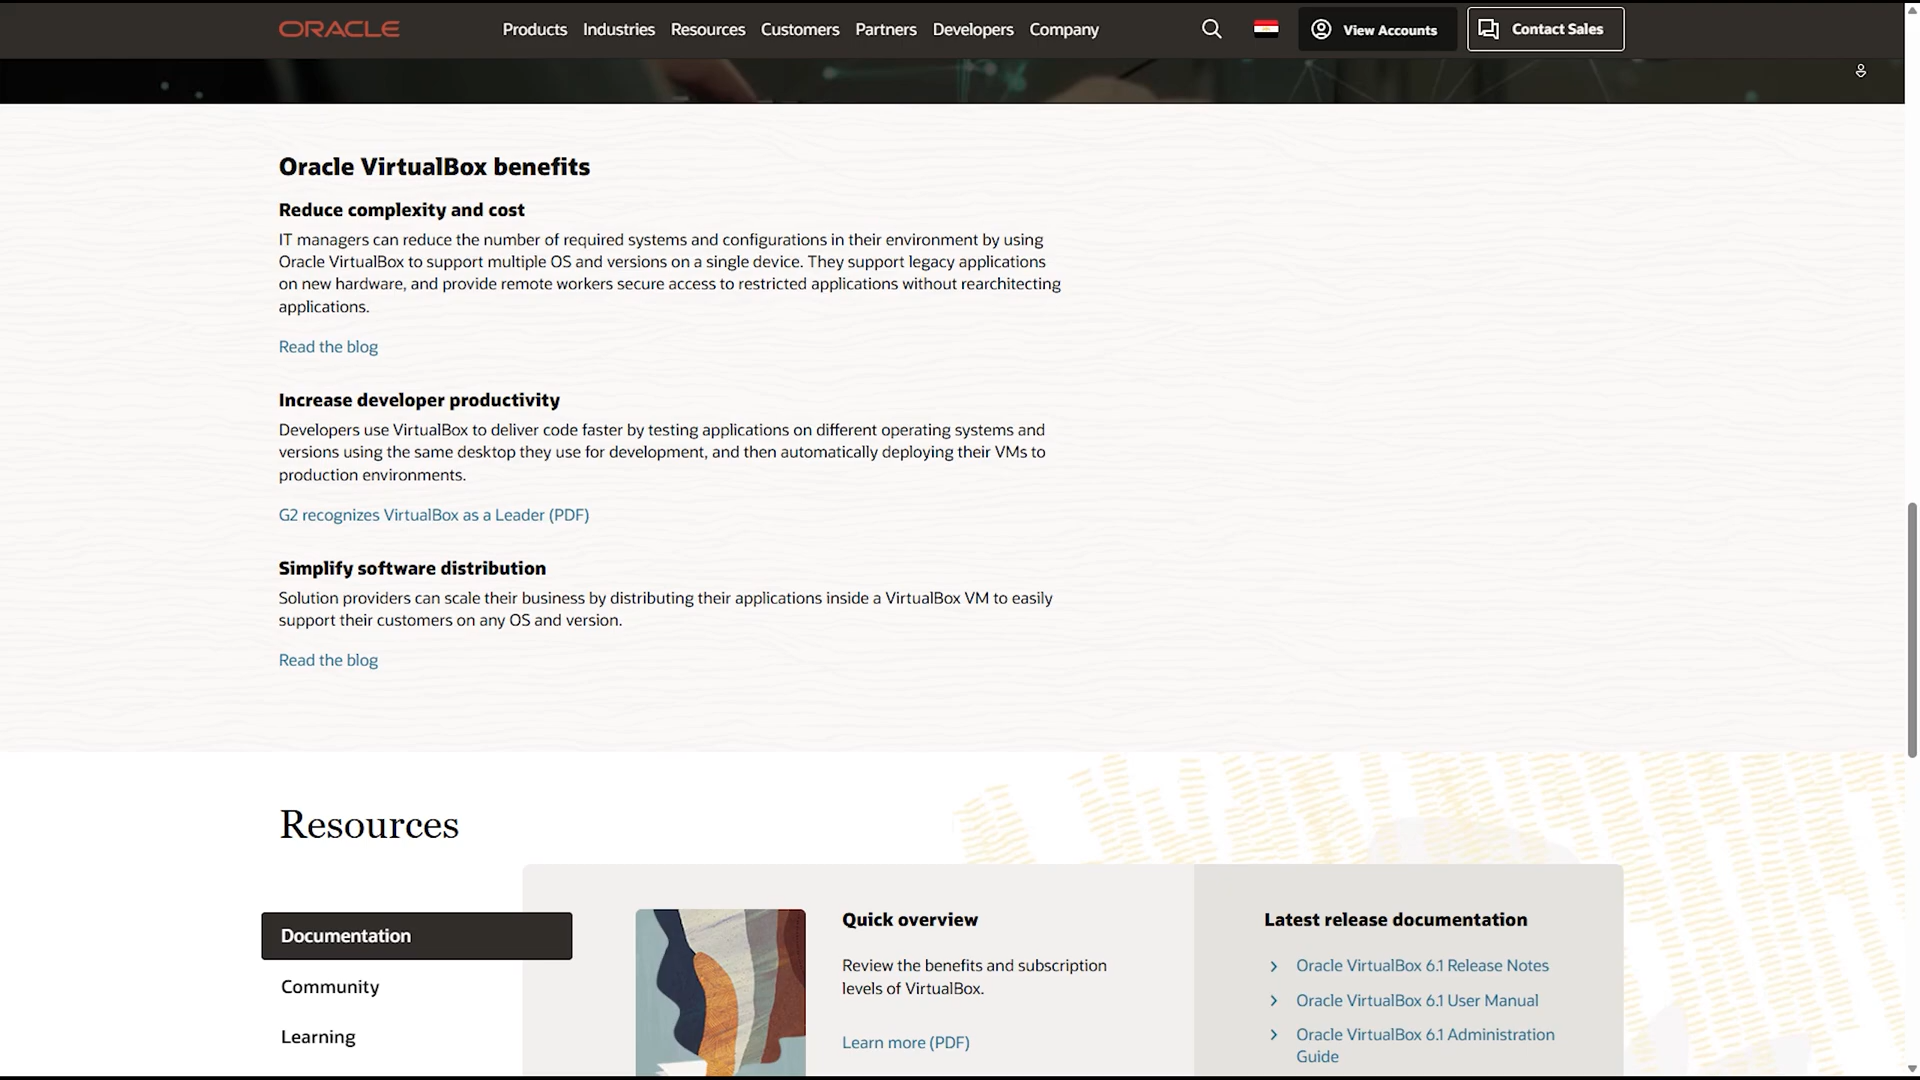 ORACLE
Products Industries Resources Customers Partners Developers Company
View Accounts
Contact Sales
Oracle VirtualBox benefits
Reduce complexity and cost
IT managers can reduce the number of required systems and configurations in their environment by using
Oracle VirtualBox to support multiple OS and versions on a single device. They support legacy applications
on new hardware, and provide remote workers secure access to restricted applications without rearchitecting
applications.
Read the blog
Increase developer productivity
Developers use VirtualBox to deliver code faster by testing applications on different operating systems and
versions using the same desktop they use for development, and then automatically deploying their VMs to
production environments.
G2 recognizes VirtualBox as a Leader (PDF)
Simplify software distribution
Solution providers can scale their business by distributing their applications inside a VirtualBox VM to easily
support their customers on any OS and version.
Read the blog
Resources
Documentation
Community
Learning
Quick overview
Review the benefits and subscription
levels of VirtualBox.
Learn more (PDF)
Latest release documentation
Oracle VirtualBox 6.1 Release Notes
Oracle VirtualBox 6.1 User Manual
Oracle VirtualBox 6.1 Administration
Guide